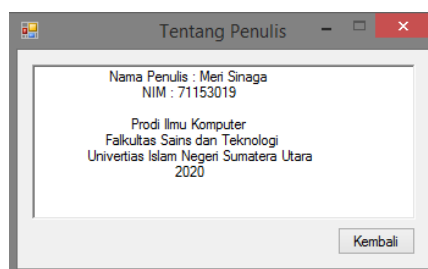 Tentang Penulis
Nama Penulis : Meri Sinaga
NIM : 71153019
Prodi Ilmu Komputer
Falkultas Sains dan Teknologi
Univertias Islam Negeri Sumatera Utara
2020
Kembali